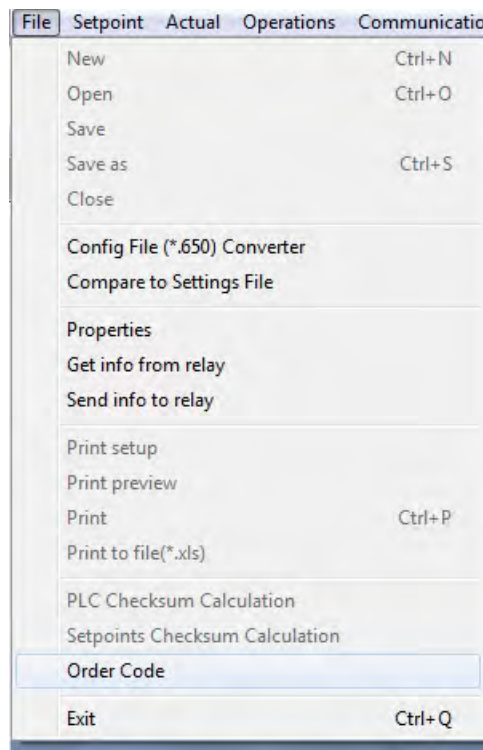 File Setpoint Actual Operations Communicatio
New Ctrl+N
Open Ctrl+O
Save
Save as Ctrl+S
Close
Config File (*.650) Converter
Compare to Settings File
Properties
Get info from relay
Send info to relay
Print setup
Print preview
Print Ctrl+P
Print to file(*.xls)
PLC Checksum Calculation
Setpoints Checksum Calculation
Order Code
Exit Ctrl+Q